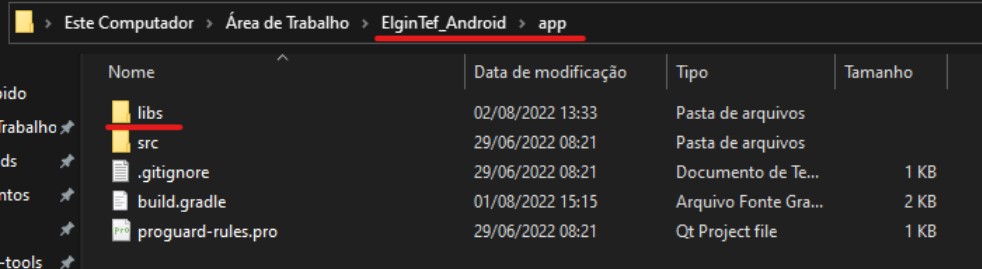 Este Computador > Área de Trabalho > ElginTef_Android > app
Nome Data de modificação Tipo Tamanho
pido
libs 02/08/2022 13:33 Pasta de arquivos
Trabalho
src 29/06/2022 08:21 Pasta de arquivos
ds
.gitignore 29/06/2022 08:21 Documento de Te... 1 KB
ntos
build.gradle 01/08/2022 15:15 Arquivo Fonte Gra... 2 KB
pro
proguard-rules.pro 29/06/2022 08:21 Qt Project file 1 KB
-tools